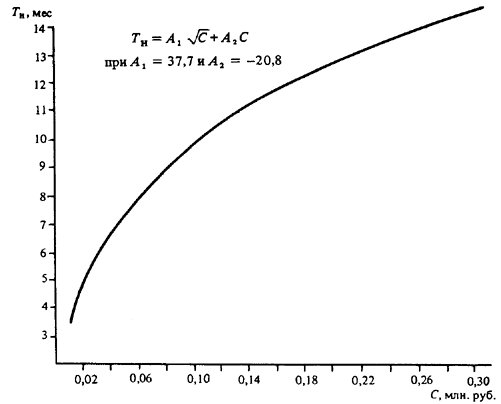 Tн, мес
14
Tн = A1 √C + A2C
при A1 = 37,7 и A2 = −20,8
13
12
11
10
9
8
7
6
5
4
3
0,02 0,06 0,10 0,14 0,18 0,22 0,26 0,30
C, млн. руб.